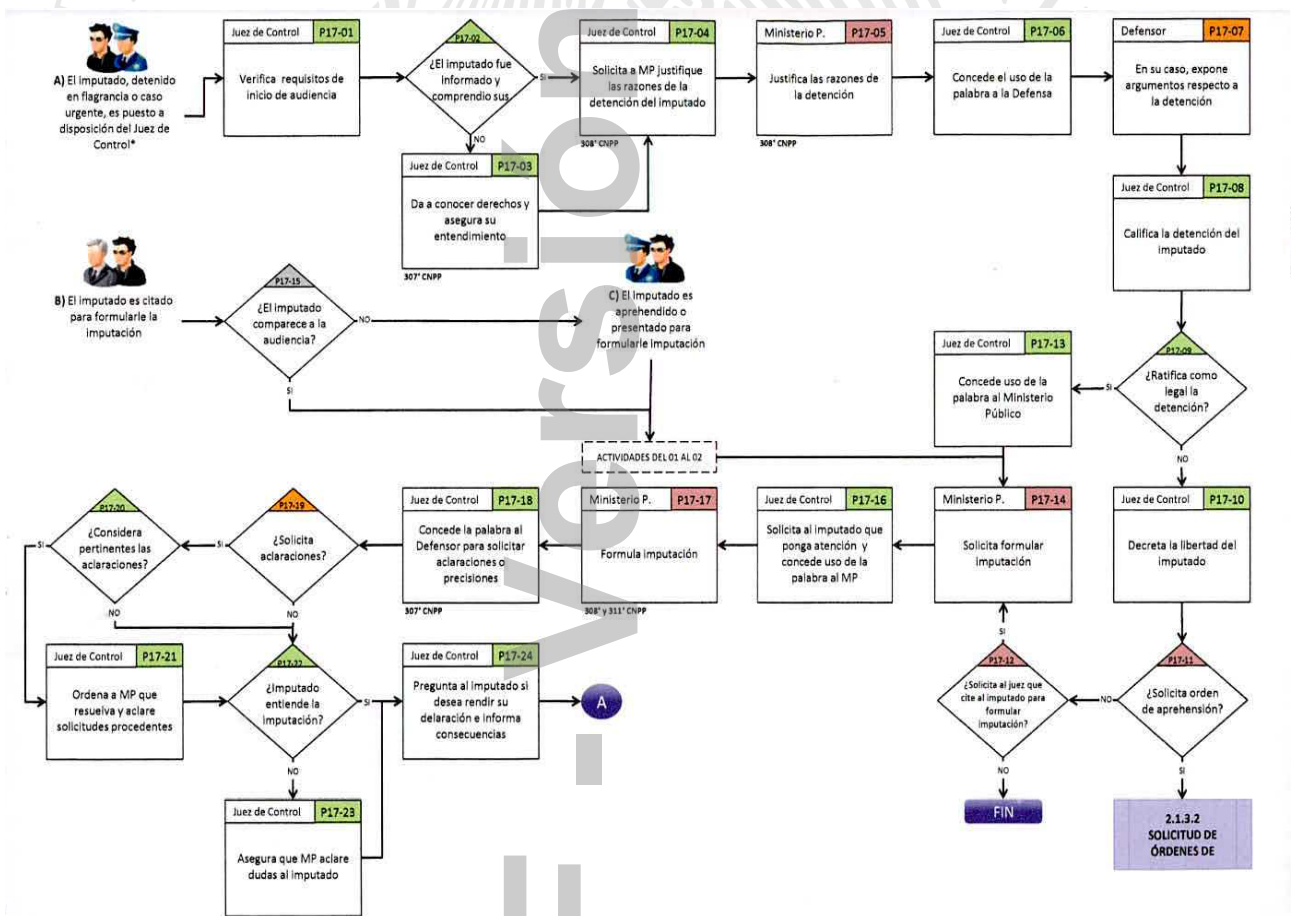 Juez de Control P17-01
Verifica requisitos de
inicio de audiencia
P17-02
¿El imputado fue
informado y
comprendio sus
SI
NO
Juez de Control P17-04
Solicita a MP justifique
las razones de la
detención del imputado
308° CNPP
Ministerio P. P17-05
Justifica las razones de
la detención
308° CNPP
Juez de Control P17-06
Concede el uso de la
palabra a la Defensa
Defensor P17-07
En su caso, expone
argumentos respecto a
la detención
A) El imputado, detenido
en flagrancia o caso
urgente, es puesto a
disposición del Juez de
Control*
Juez de Control P17-03
Da a conocer derechos y
asegura su
entendimiento
307° CNPP
Juez de Control P17-08
Califica la detención del
imputado
B) El imputado es citado
para formularle la
imputación
P17-15
¿El imputado
comparece a la
audiencia?
NO
SI
C) El imputado es
aprehendido o
presentado para
formularle imputación
Juez de Control P17-13
Concede uso de la
palabra al Ministerio
Público
P17-09
¿Ratifica como
legal la
detención?
SI
NO
ACTIVIDADES DEL 01 AL 02
P17-20
¿Considera
pertinentes las
aclaraciones?
SI
NO
P17-19
¿Solicita
aclaraciones?
SI
NO
Juez de Control P17-18
Concede la palabra al
Defensor para solicitar
aclaraciones o
precisiones
307° CNPP
Ministerio P. P17-17
Formula imputación
308° y 311° CNPP
Juez de Control P17-16
Solicita al imputado que
ponga atención y
concede uso de la
palabra al MP
Ministerio P. P17-14
Solicita formular
imputación
Juez de Control P17-10
Decreta la libertad del
imputado
Juez de Control P17-21
Ordena a MP que
resuelva y aclare
solicitudes procedentes
P17-22
¿Imputado
entiende la
imputación?
SI
NO
Juez de Control P17-24
Pregunta al imputado si
desea rendir su
delaración e informa
consecuencias
A
SI
P17-12
¿Solicita al juez que
cite al imputado para
formular
imputación?
NO
P17-11
¿Solicita orden
de aprehensión?
NO
SI
Juez de Control P17-23
Asegura que MP aclare
dudas al imputado
FIN
2.1.3.2
SOLICITUD DE
ÓRDENES DE
Versión